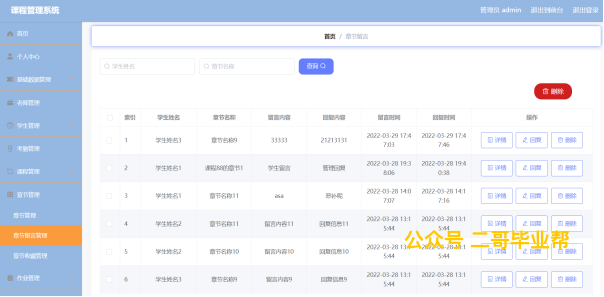 课程管理系统
管理员 admin 退出到前台 退出登录
首页
个人中心
基础数据管理
老师管理
学生管理
考勤管理
课程管理
章节管理
章节管理
章节留言管理
章节收藏管理
作业管理
首页 / 章节留言
学生姓名 章节名称 查询
删除
索引 学生姓名 章节名称 留言内容 回复内容 留言时间 回复时间 操作
1 学生姓名3 章节名称9 33333 21213131 2022-03-29 17:47:03 2022-03-29 17:47:46 详情 回复 删除
2 学生姓名1 课程88的章节1 学生留言 管理回复 2022-03-28 19:38:06 2022-03-28 19:40:38 详情 回复 删除
3 学生姓名1 章节名称11 asa 2022-03-28 14:07:07 2022-03-28 14:17:16 详情 回复 删除
4 学生姓名2 章节名称11 留言内容11 回复信息11 2022-03-28 13:15:44 2022-03-28 13:15:44 详情 回复 删除
5 学生姓名2 章节名称10 留言内容10 回复信息10 2022-03-28 13:15:44 2022-03-28 13:15:44 详情 回复 删除
6 学生姓名3 章节名称9 留言内容9 回复信息9 2022-03-28 13:15:44 2022-03-28 13:15:44 详情 回复 删除
公众号 二哥毕业帮